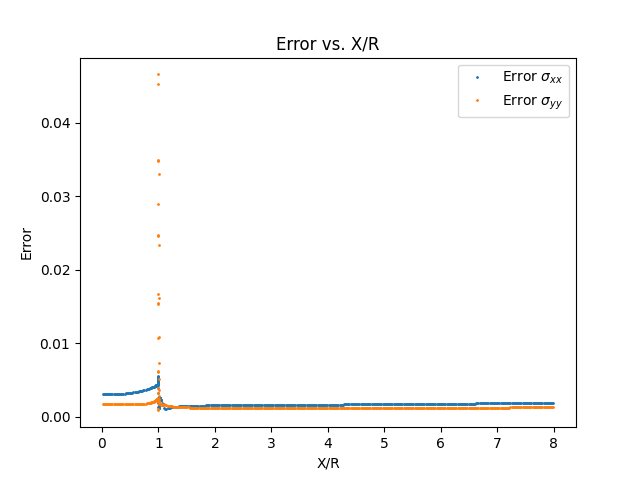 Error vs. X/R
Error σxx
Error σyy
0.04
0.03
0.02
0.01
0.00
Error
0 1 2 3 4 5 6 7 8
X/R